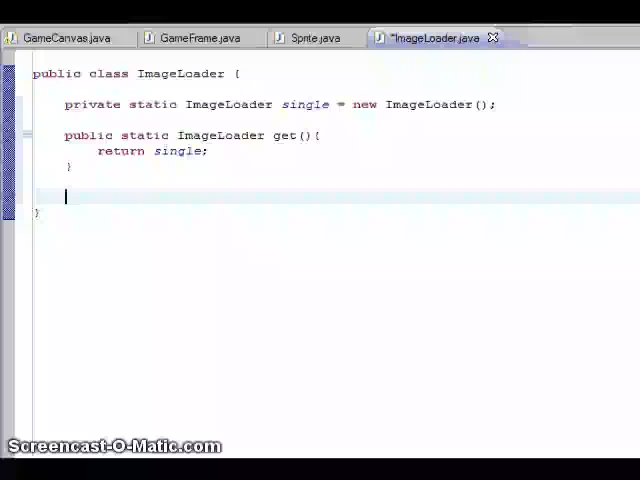 GameCanvas.java GameFrame.java Sprite.java *ImageLoader.java
public class ImageLoader {
private static ImageLoader single = new ImageLoader();
public static ImageLoader get(){
return single;
}
}
Screencast-O-Matic.com